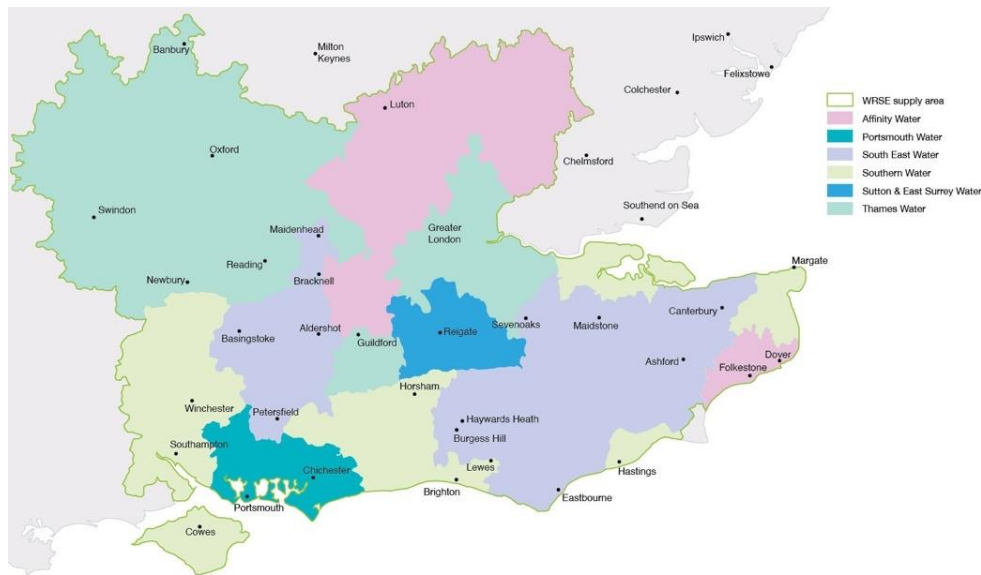 Ipswich
Banbury
Milton
Keynes
Felixstowe
Colchester
Luton
WRSE supply area
Affinity Water
Portsmouth Water
South East Water
Southern Water
Sutton & East Surrey Water
Thames Water
Oxford
Chelmsford
Swindon
Southend on Sea
Maidenhead
Greater
London
Reading
Margate
Newbury
Bracknell
Canterbury
Basingstoke
Aldershot
Guildford
Reigate
Sevenoaks
Maidstone
Ashford
Dover
Folkestone
Horsham
Winchester
Petersfield
Haywards Heath
Burgess Hill
Southampton
Chichester
Lewes
Hastings
Brighton
Eastbourne
Portsmouth
Cowes